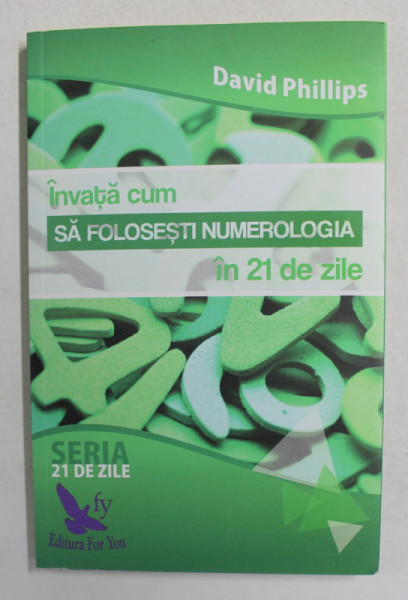 David Phillips
Învață cum
SĂ FOLOSEȘTI NUMEROLOGIA
în 21 de zile
SERIA
21 DE ZILE
fy
Editura For You